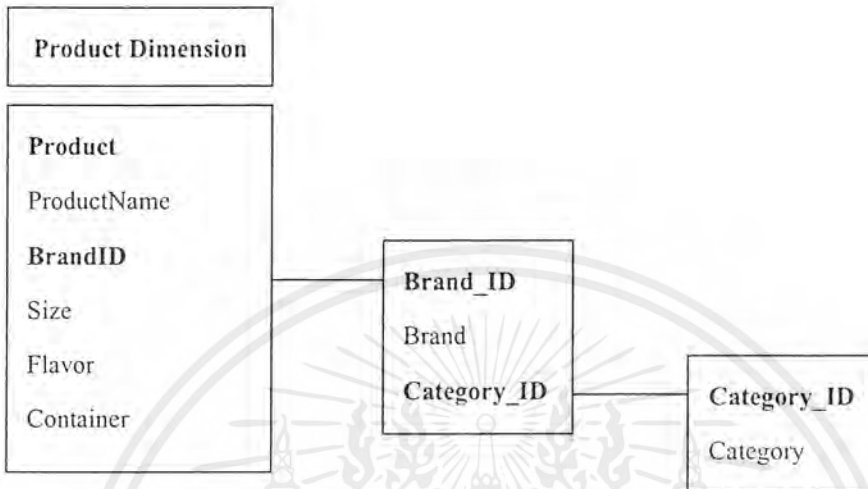 Product Dimension
Product
ProductName
BrandID
Size
Flavor
Container
Brand_ID
Brand
Category_ID
Category_ID
Category